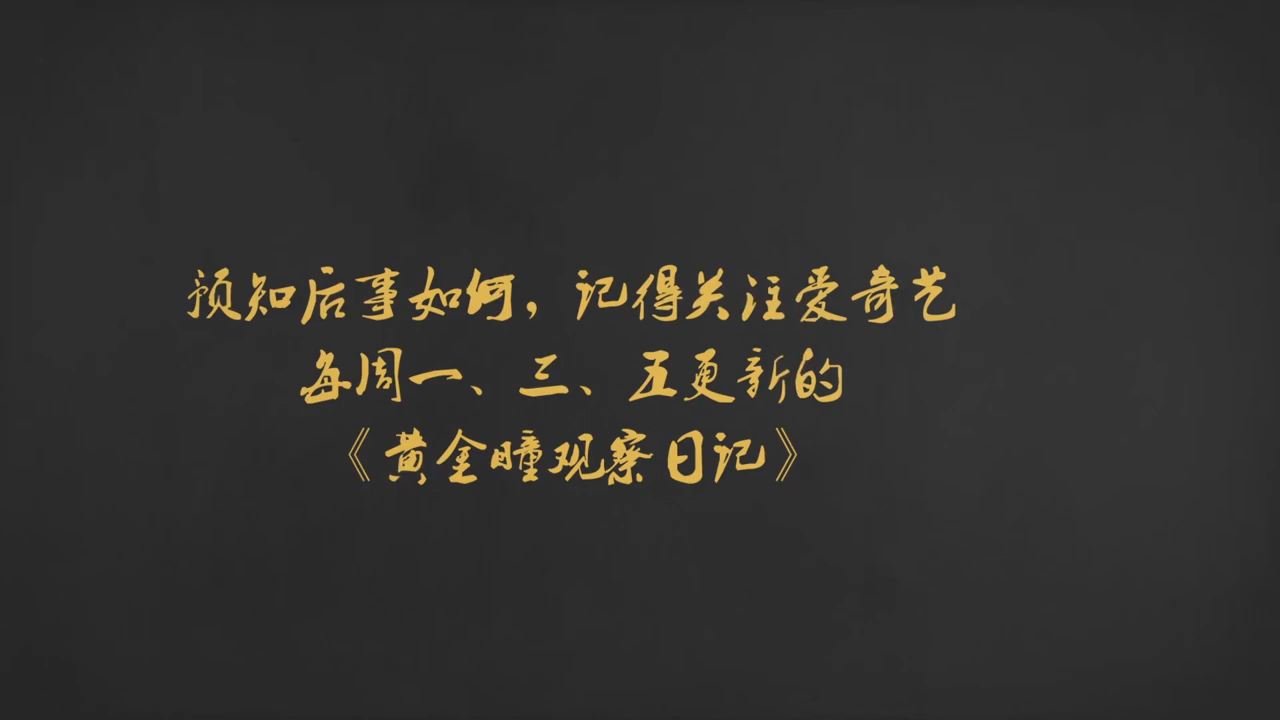 预知后事如何，记得关注爱奇艺
每周一、三、五更新的
《黄金瞳观察日记》